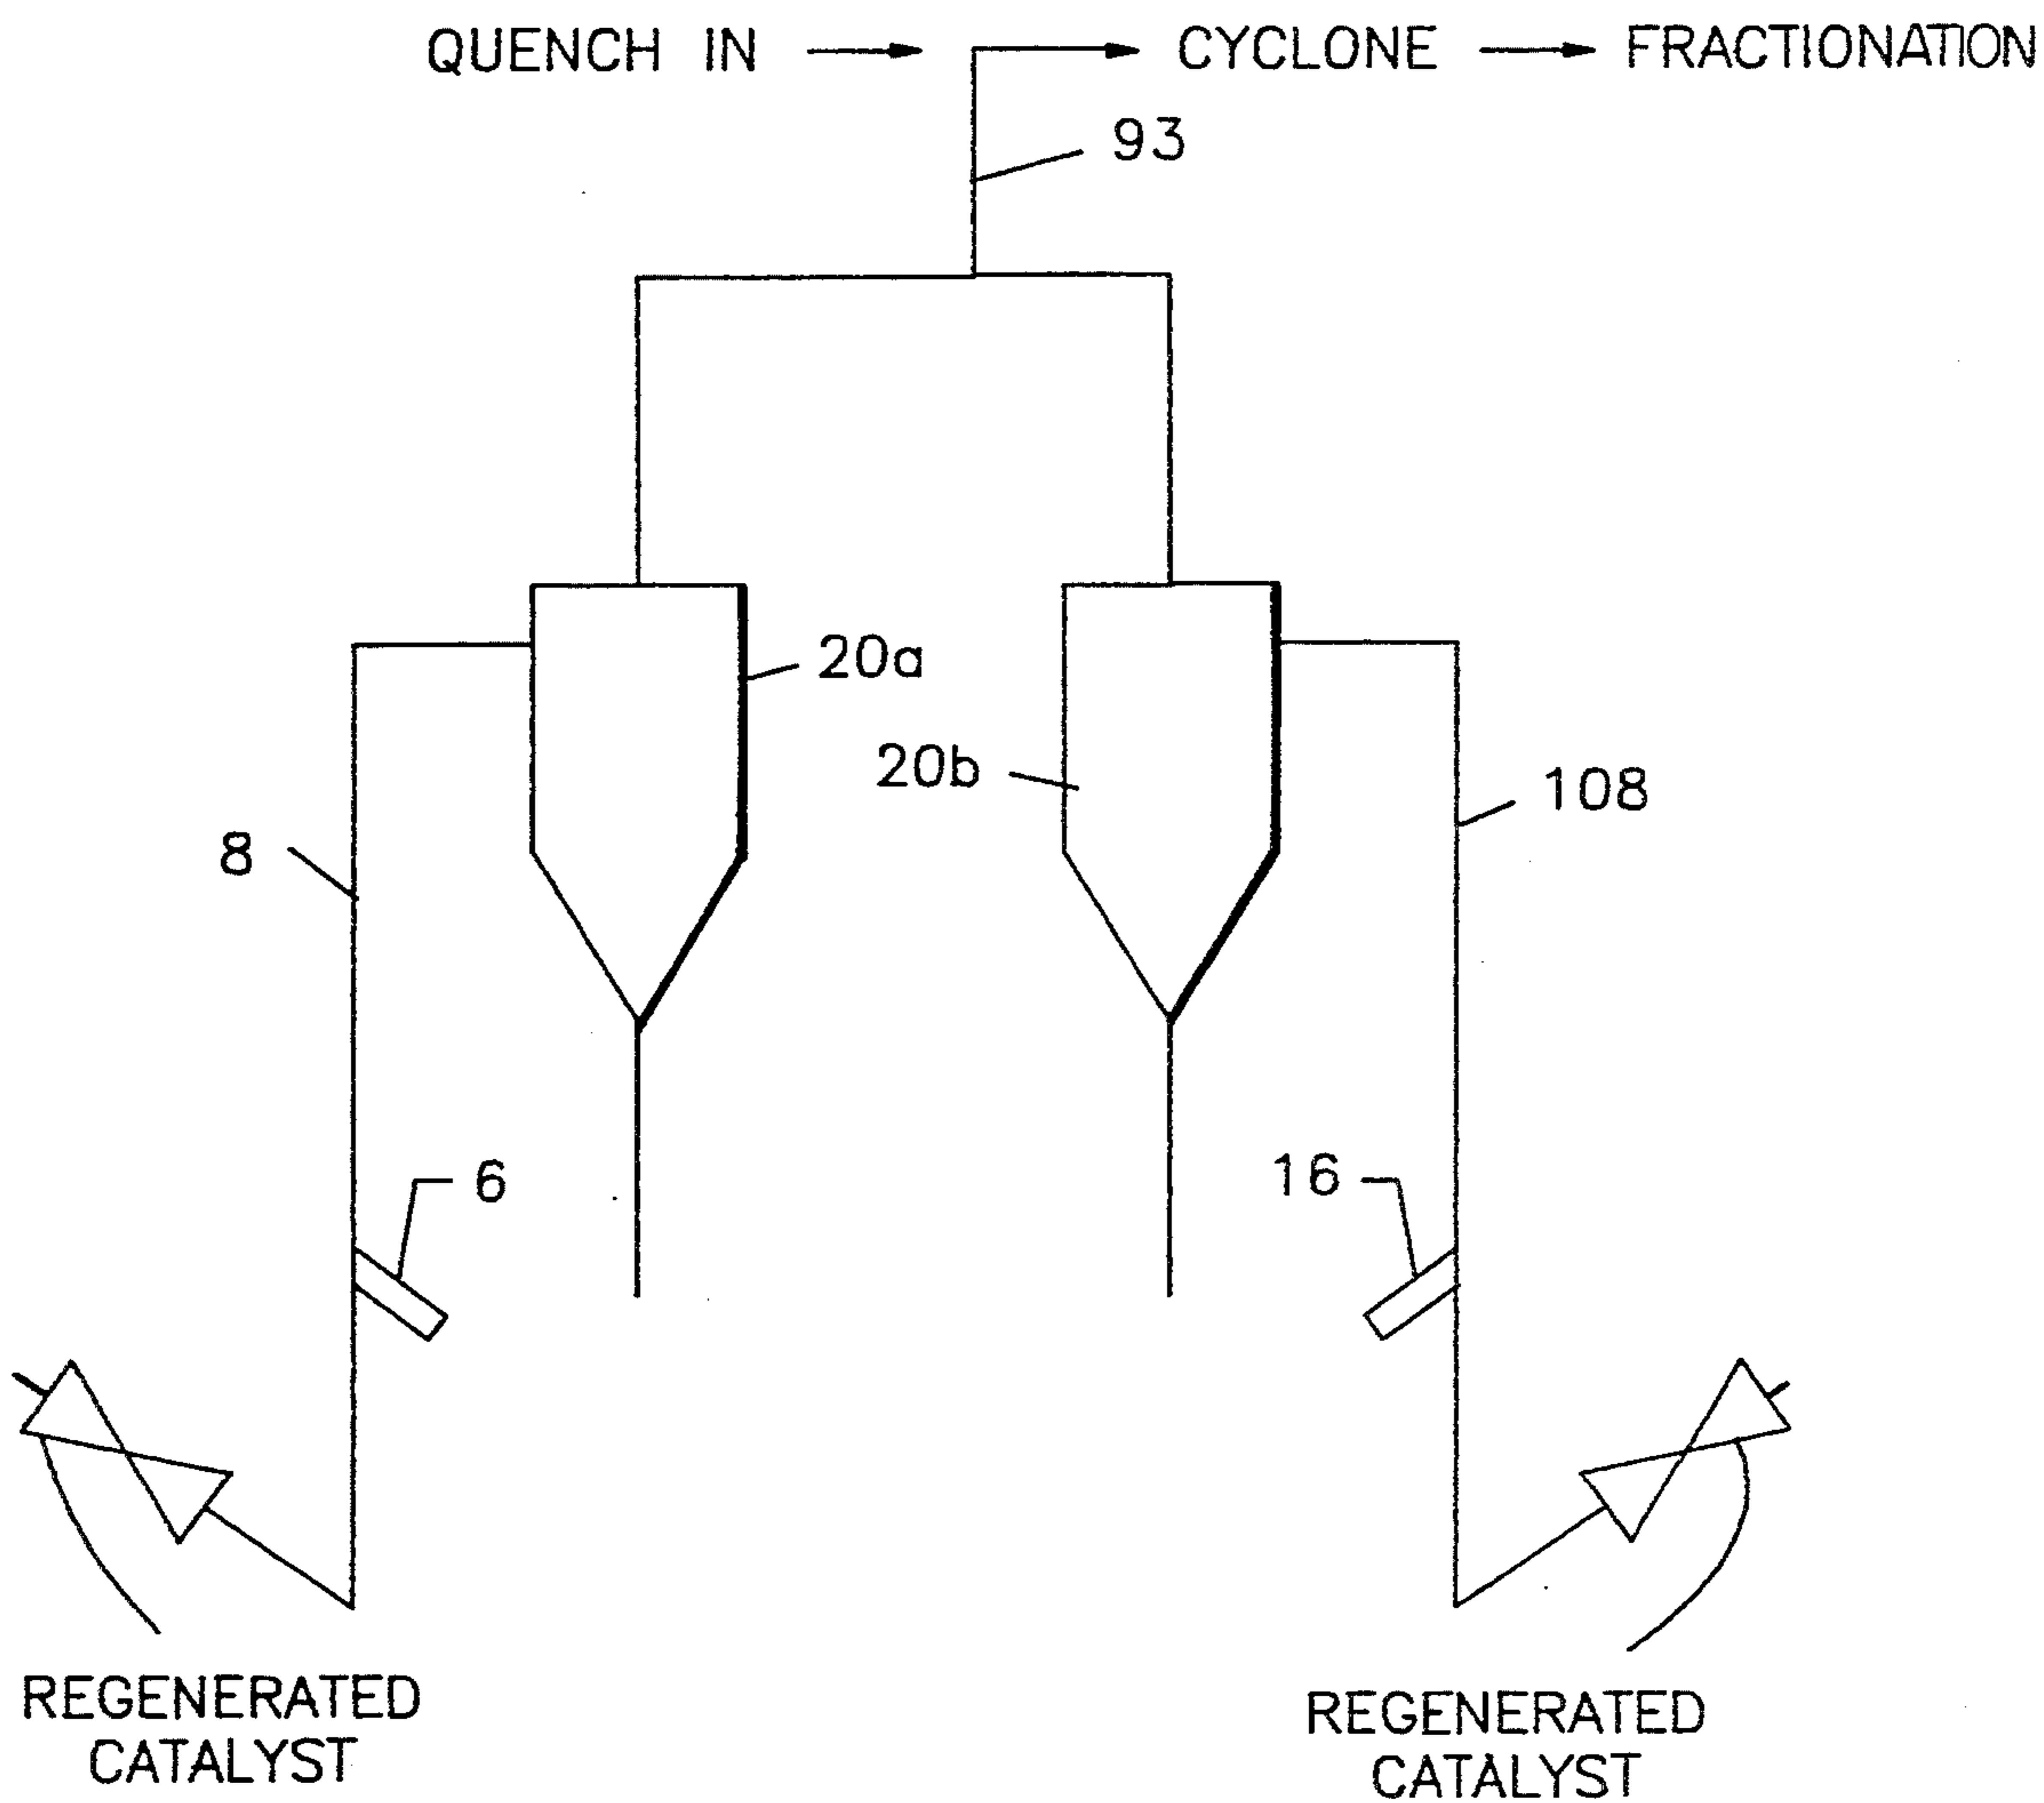 QUENCH IN → CYCLONE → FRACTIONATION
93
20a
20b
108
8
6
16
REGENERATED
CATALYST
REGENERATED
CATALYST